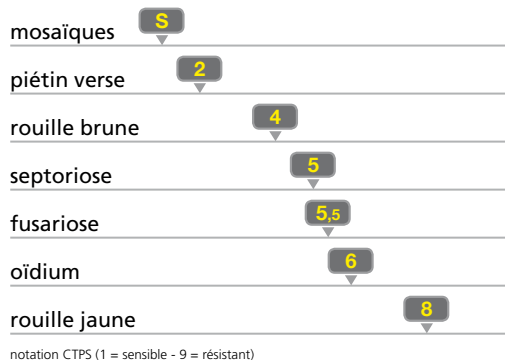 mosaïques S
piétin verse 2
rouille brune 4
septoriose 5
fusariose 5,5
oïdium 6
rouille jaune 8
notation CTPS (1 = sensible - 9 = résistant)